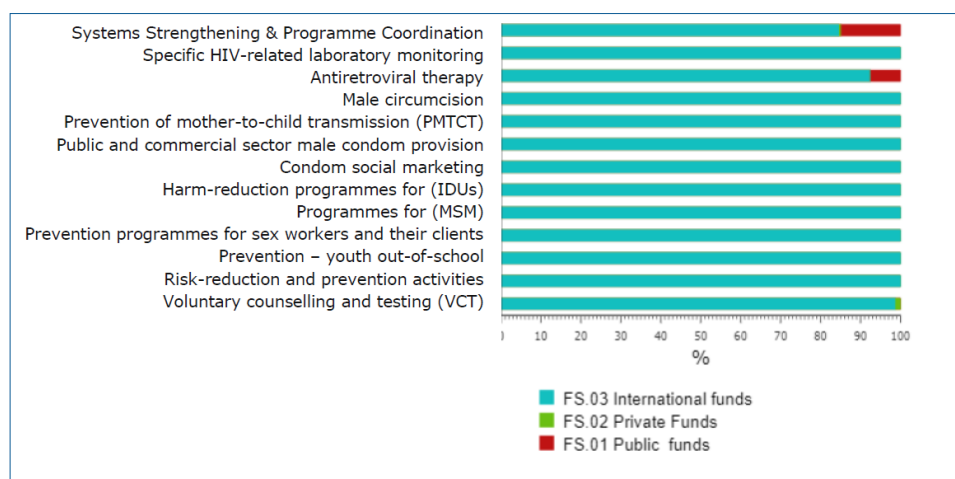 Systems Strengthening & Programme Coordination
Specific HIV-related laboratory monitoring
Antiretroviral therapy
Male circumcision
Prevention of mother-to-child transmission (PMTCT)
Public and commercial sector male condom provision
Condom social marketing
Harm-reduction programmes for (IDUs)
Programmes for (MSM)
Prevention programmes for sex workers and their clients
Prevention – youth out-of-school
Risk-reduction and prevention activities
Voluntary counselling and testing (VCT)
10 20 30 40 50 60 70 80 90 100
%
FS.03 International funds
FS.02 Private Funds
FS.01 Public funds